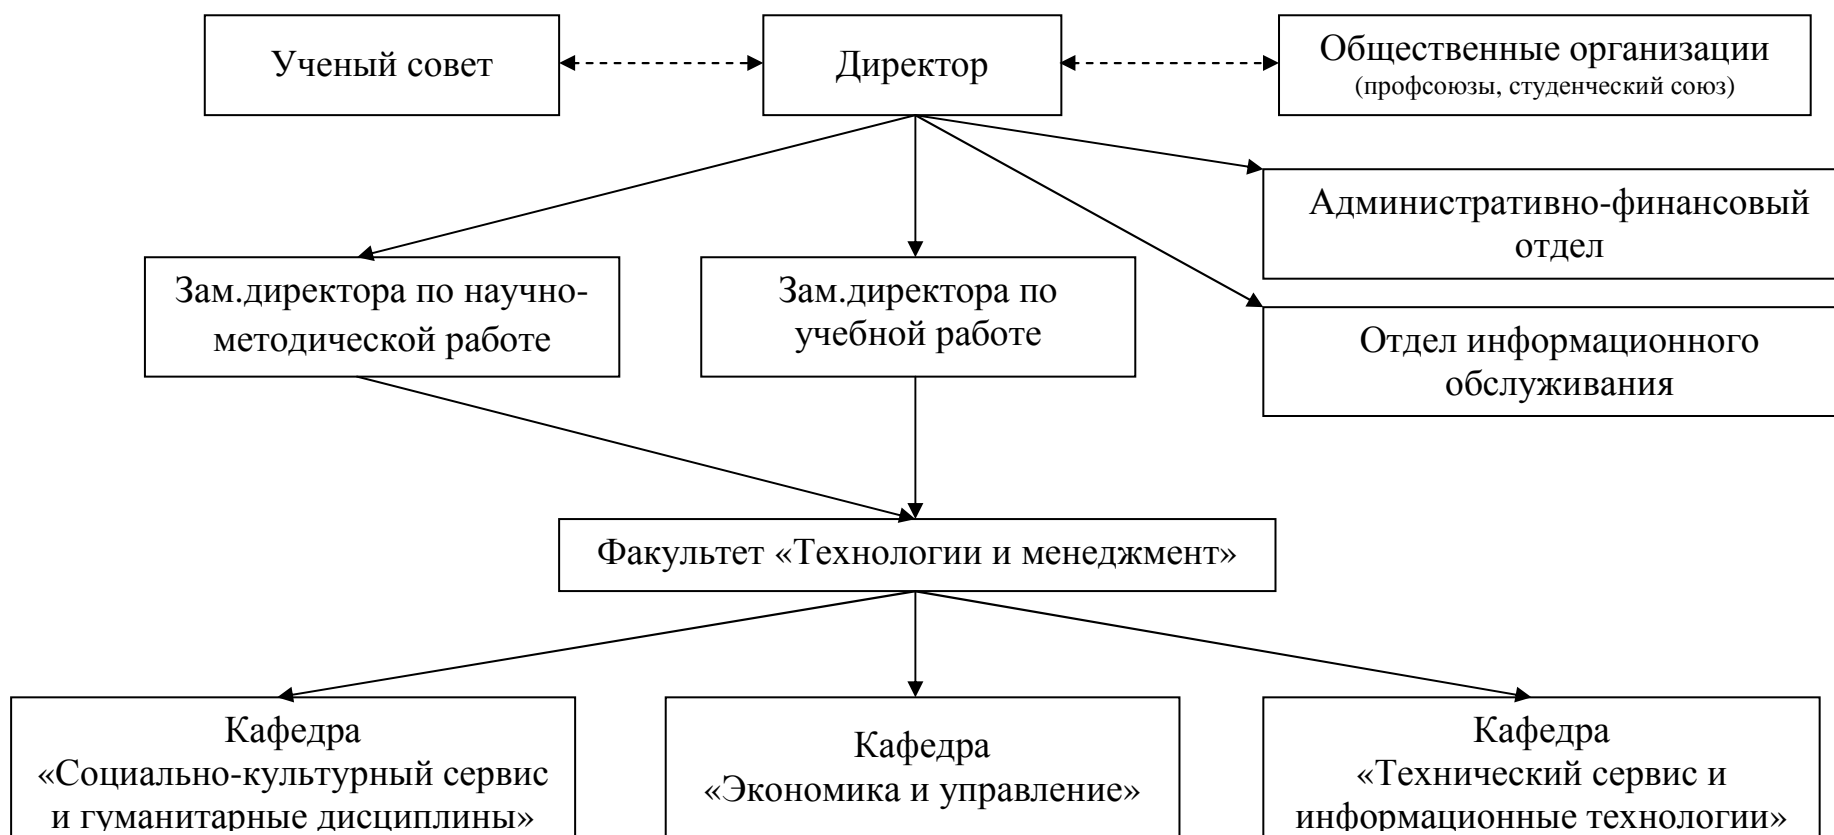 Ученый совет
Директор
Общественные организации
(профсоюзы, студенческий союз)
Административно-финансовый
отдел
Зам.директора по научно-
методической работе
Зам.директора по
учебной работе
Отдел информационного
обслуживания
Факультет «Технологии и менеджмент»
Кафедра
«Социально-культурный сервис
и гуманитарные дисциплины»
Кафедра
«Экономика и управление»
Кафедра
«Технический сервис и
информационные технологии»